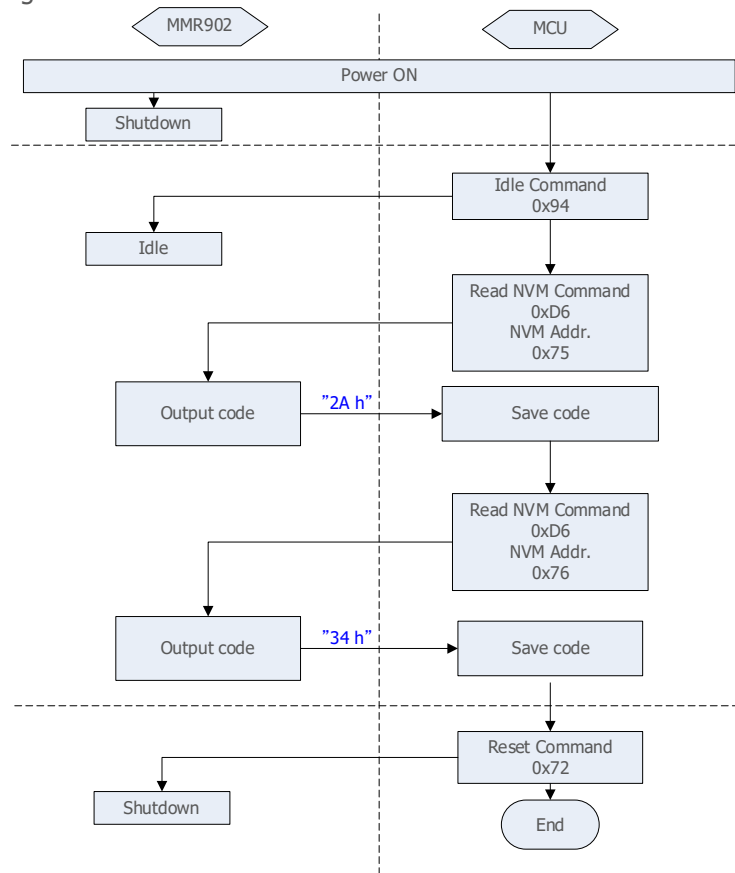 MMR902
MCU
Power ON
Shutdown
Idle Command
0x94
Idle
Read NVM Command
0xD6
NVM Addr.
0x75
Output code
”2A h”
Save code
Read NVM Command
0xD6
NVM Addr.
0x76
Output code
”34 h”
Save code
Reset Command
0x72
Shutdown
End